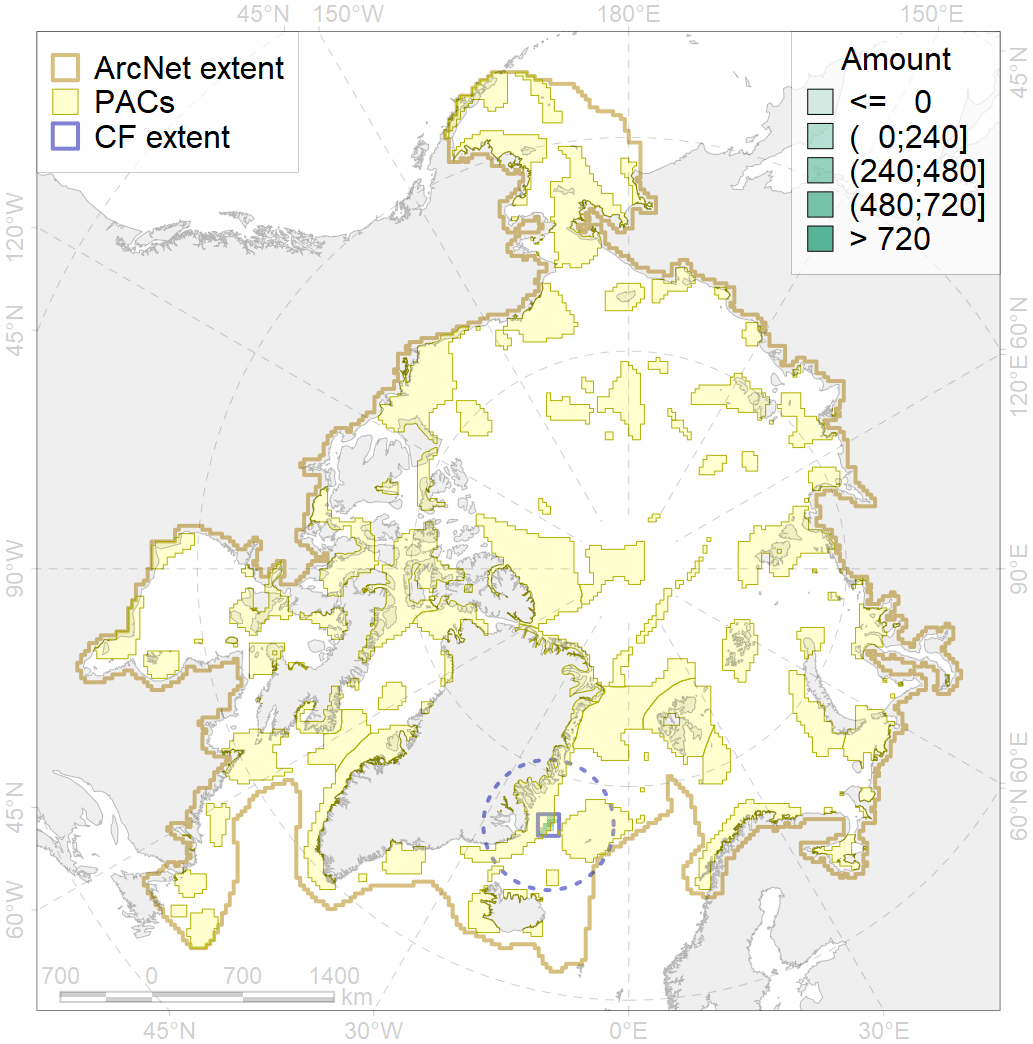 45°N 150°W 180°E 150°E
ArcNet extent
PACs
CF extent
Amount
<= 0
( 0;240]
(240;480]
(480;720]
> 720
45°N
120°W
45°N
90°W
45°N
60°W
60°N
120°E
90°E
60°N
60°E
700 0 700 1400
km
45°W 30°W 0°E 30°E